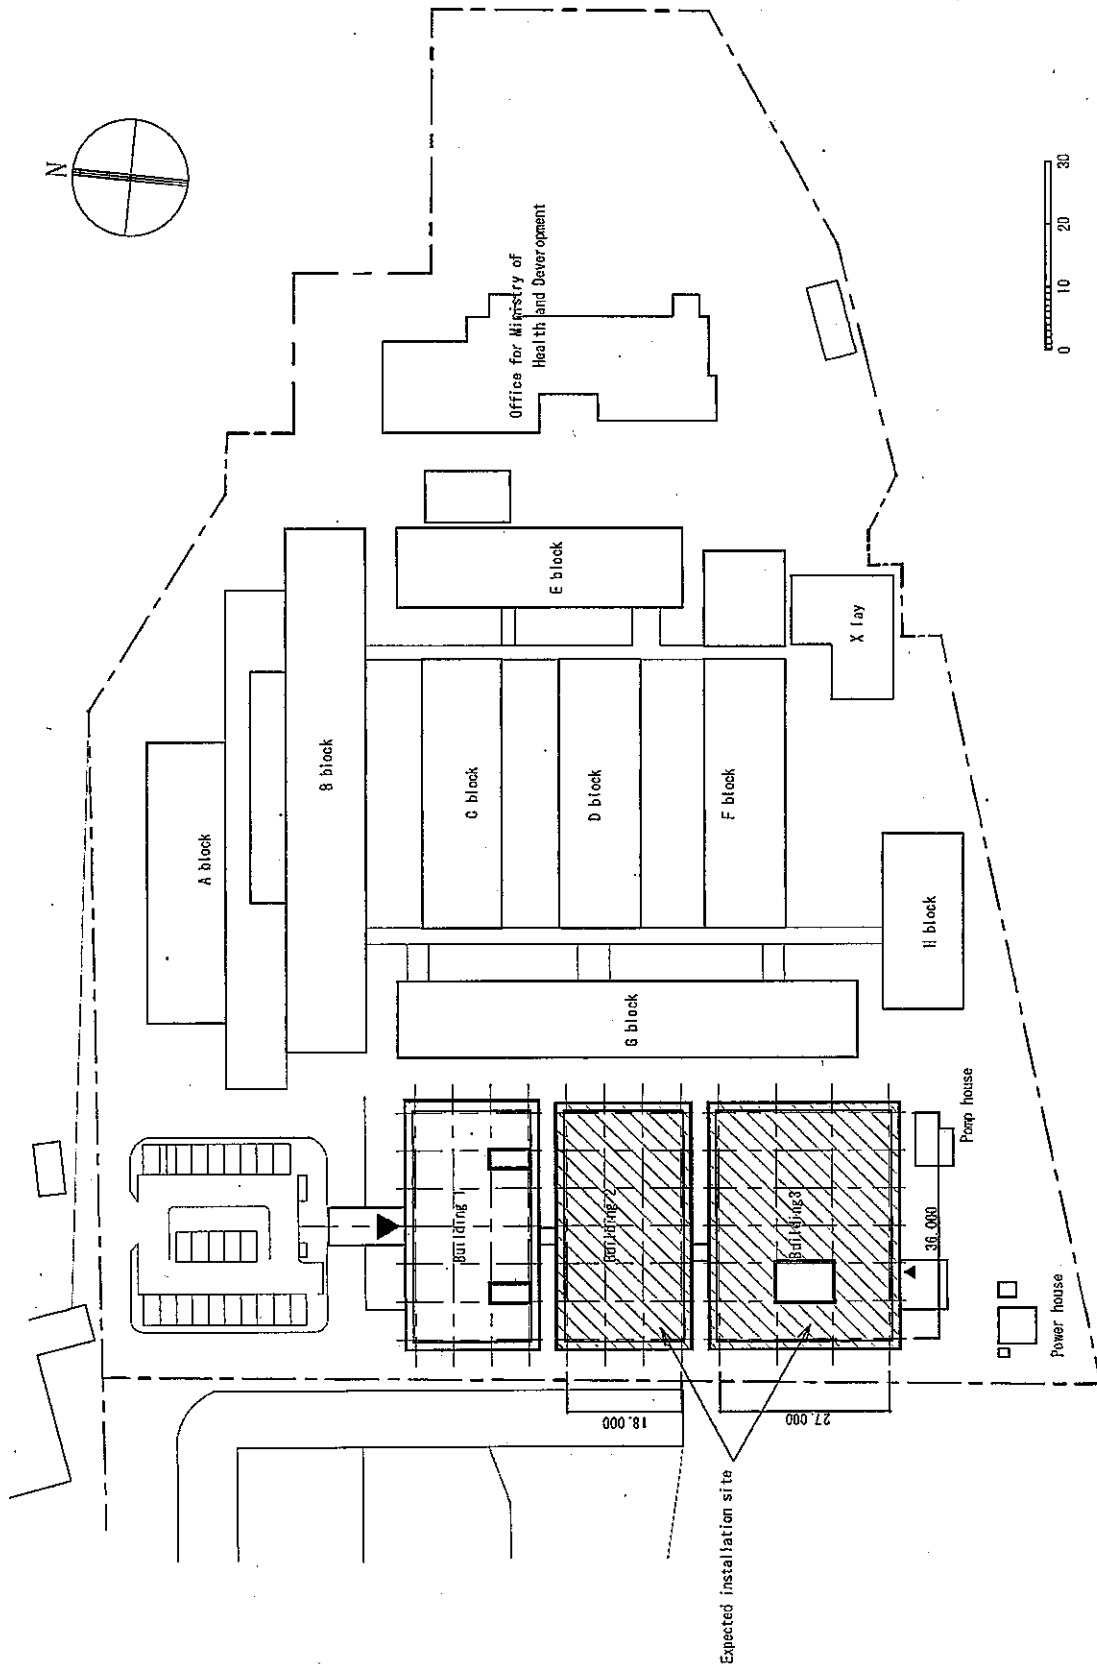 N
Office for Ministry of
Health and Deveropment
A block
B block
C block
D block
E block
F block
X lay
G block
H block
Building 1
Building 2
Building3
18.000
27.000
36.000
Pomp house
Power house
Expected installation site
0 10 20 30